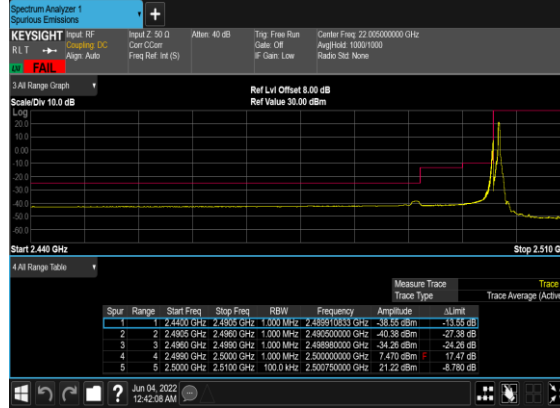 Spectrum Analyzer 1
Spurious Emissions
+
KEYSIGHT Input: RF Input Z: 50 Ω Atten: 40 dB Trig: Free Run Center Freq: 22.005000000 GHz
RLT Coupling: DC Corr CCorr Gate: Off Avg|Hold: 1000/1000
Align: Auto Freq Ref: Int (S) IF Gain: Low Radio Std: None
LV FAIL
3 All Range Graph
Ref Lvl Offset 8.00 dB
Scale/Div 10.0 dB Ref Value 30.00 dBm
Log
20.0
10.0
0.00
-10.0
-20.0
-30.0
-40.0
-50.0
-60.0
Start 2.440 GHz Stop 2.510 G
4 All Range Table
Measure Trace Trace
Trace Type Trace Average (Active
Spur Range Start Freq Stop Freq RBW Frequency Amplitude ΔLimit
1 1 2.4400 GHz 2.4905 GHz 1.000 MHz 2.489910833 GHz -38.55 dBm -13.55 dB
2 2 2.4905 GHz 2.4960 GHz 1.000 MHz 2.490500000 GHz -40.38 dBm -27.38 dB
3 3 2.4960 GHz 2.4990 GHz 1.000 MHz 2.498980000 GHz -34.26 dBm -24.26 dB
4 4 2.4990 GHz 2.5000 GHz 1.000 MHz 2.500000000 GHz 7.470 dBm F 17.47 dB
5 5 2.5000 GHz 2.5100 GHz 100.0 kHz 2.500750000 GHz 21.22 dBm -8.780 dB
? Jun 04, 2022
12:42:08 AM